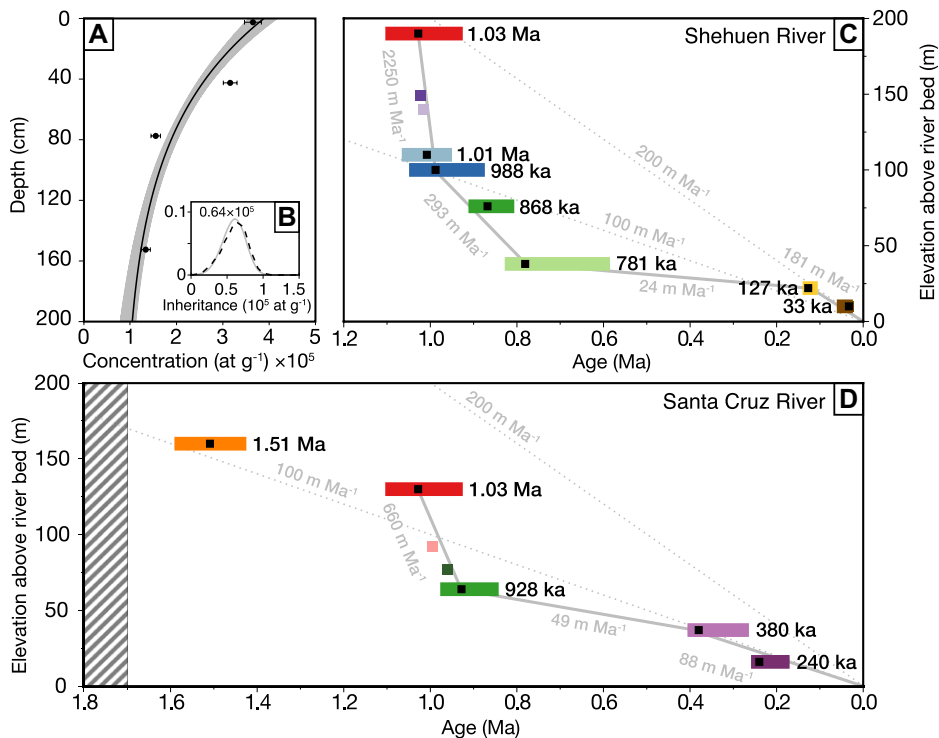 A
0
40
80
120
160
200
Depth (cm)
0 1 2 3 4 5
Concentration (at g⁻¹) ×10⁵
B
0.64×10⁵
0.1
0
0 0.5 1 1.5
Inheritance (10⁵ at g⁻¹)
Shehuen River
C
1.03 Ma
2250 m Ma⁻¹
1.01 Ma
988 ka
868 ka
293 m Ma⁻¹
781 ka
200 m Ma⁻¹
100 m Ma⁻¹
181 m Ma⁻¹
24 m Ma⁻¹
127 ka
33 ka
200
150
100
50
0
Elevation above river bed (m)
1.2 1.0 0.8 0.6 0.4 0.2 0.0
Age (Ma)
Santa Cruz River
D
200
150
100
50
0
Elevation above river bed (m)
1.51 Ma
100 m Ma⁻¹
200 m Ma⁻¹
1.03 Ma
660 m Ma⁻¹
928 ka
49 m Ma⁻¹
380 ka
88 m Ma⁻¹
240 ka
1.8 1.6 1.4 1.2 1.0 0.8 0.6 0.4 0.2 0.0
Age (Ma)